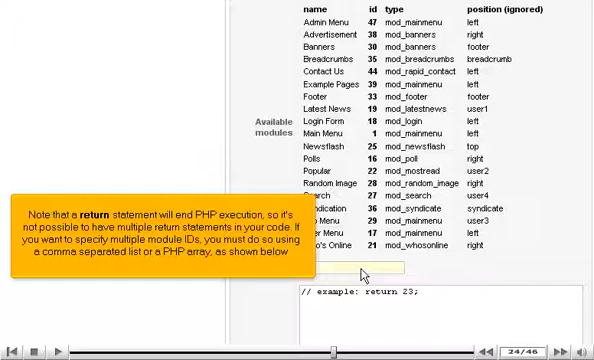 name id type position (ignored)
Admin Menu 47 mod_mainmenu left
Advertisement 38 mod_banners right
Banners 30 mod_banners footer
Breadcrumbs 35 mod_breadcrumbs breadcrumb
Contact Us 44 mod_rapid_contact left
Example Pages 39 mod_mainmenu left
Footer 33 mod_footer footer
Latest News 19 mod_latestnews user1
Login Form 18 mod_login left
Available modules
Main Menu 1 mod_mainmenu left
Newsflash 25 mod_newsflash top
Polls 16 mod_poll right
Popular 22 mod_mostread user2
Random Image 28 mod_random_image right
Search 27 mod_search user4
ndication 36 mod_syndicate syndicate
Menu 29 mod_mainmenu user3
er Menu 17 mod_mainmenu left
o's Online 21 mod_whosonline right
Note that a return statement will end PHP execution, so it's
not possible to have multiple return statements in your code. If
you want to specify multiple module IDs, you must do so using
a comma separated list or a PHP array, as shown below
// example: return 23;
24/46